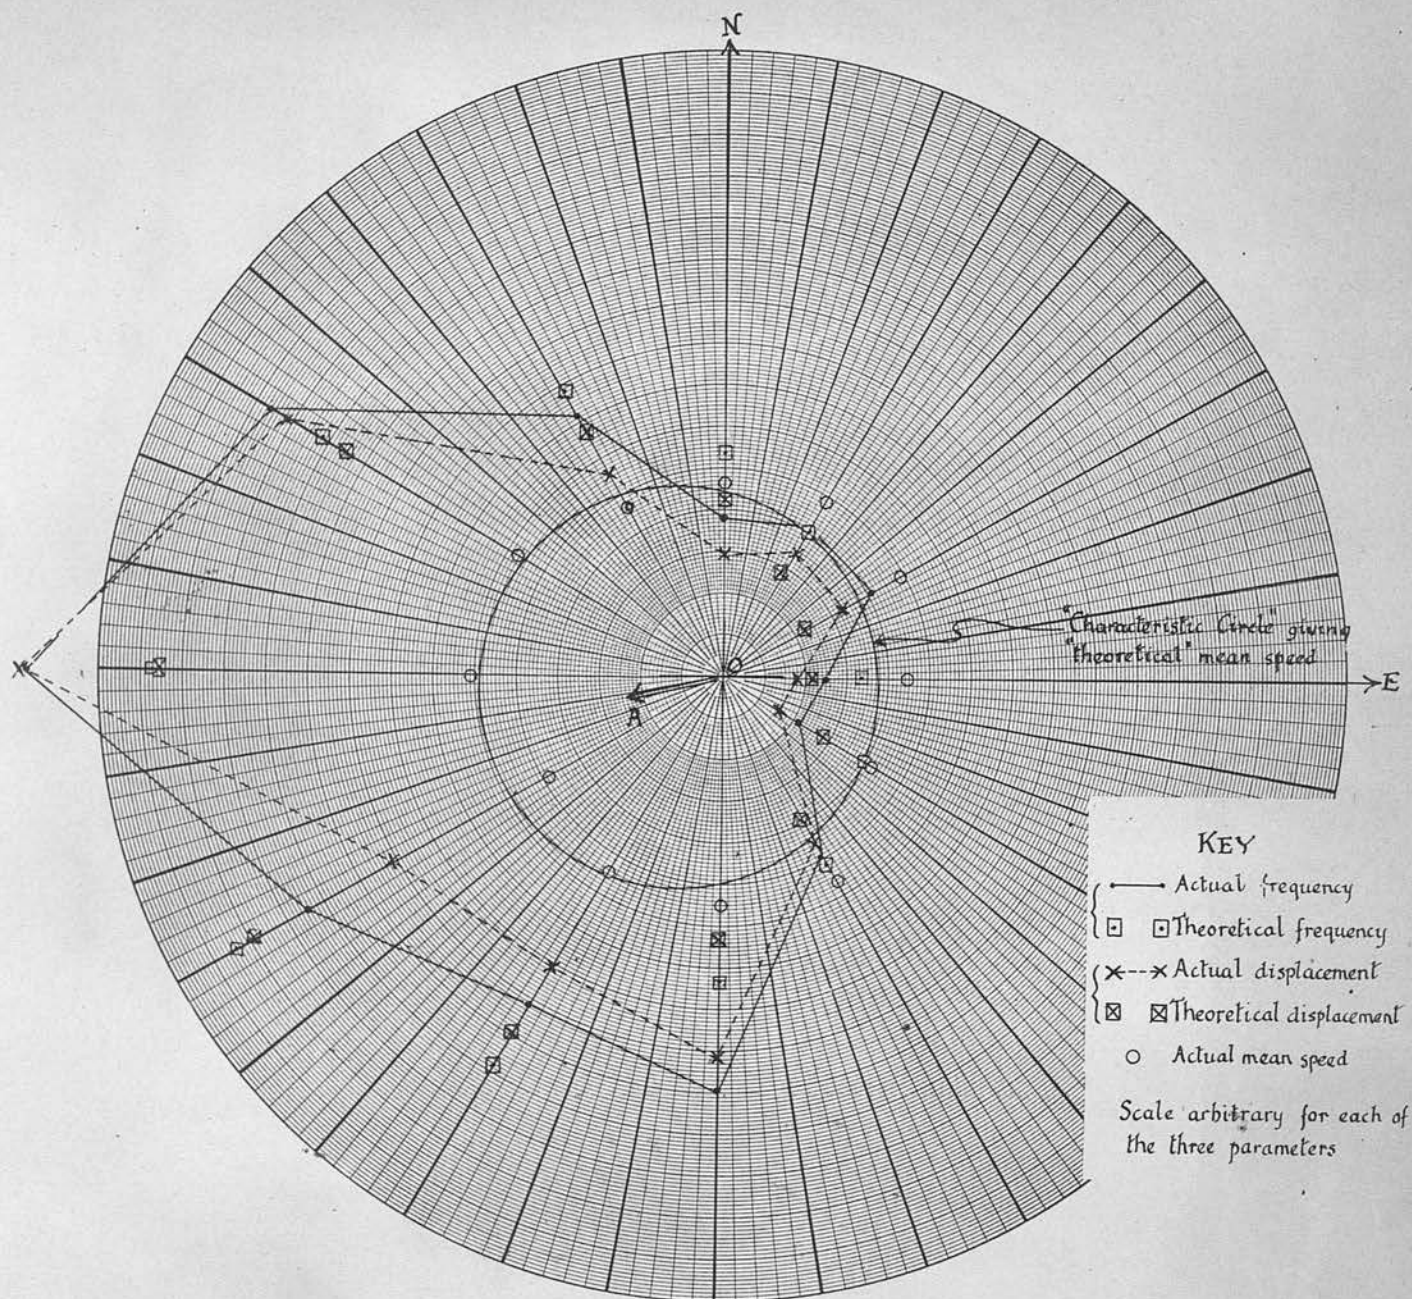 N
O
E
A
"Characteristic Circle" giving
"theoretical" mean speed
KEY
Actual frequency
Theoretical frequency
Actual displacement
Theoretical displacement
Actual mean speed
Scale arbitrary for each of
the three parameters